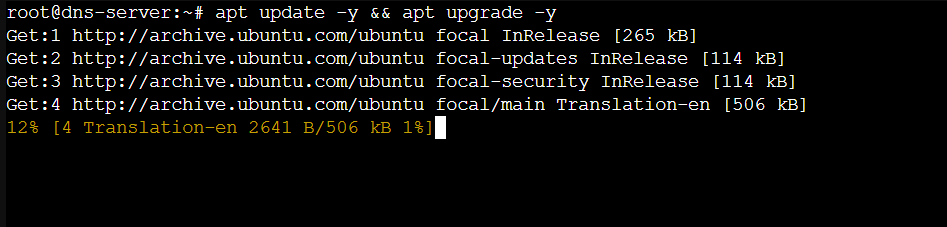 root@dns-server:~# apt update -y && apt upgrade -y
Get:1 http://archive.ubuntu.com/ubuntu focal InRelease [265 kB]
Get:2 http://archive.ubuntu.com/ubuntu focal-updates InRelease [114 kB]
Get:3 http://archive.ubuntu.com/ubuntu focal-security InRelease [114 kB]
Get:4 http://archive.ubuntu.com/ubuntu focal/main Translation-en [506 kB]
12% [4 Translation-en 2641 B/506 kB 1%]